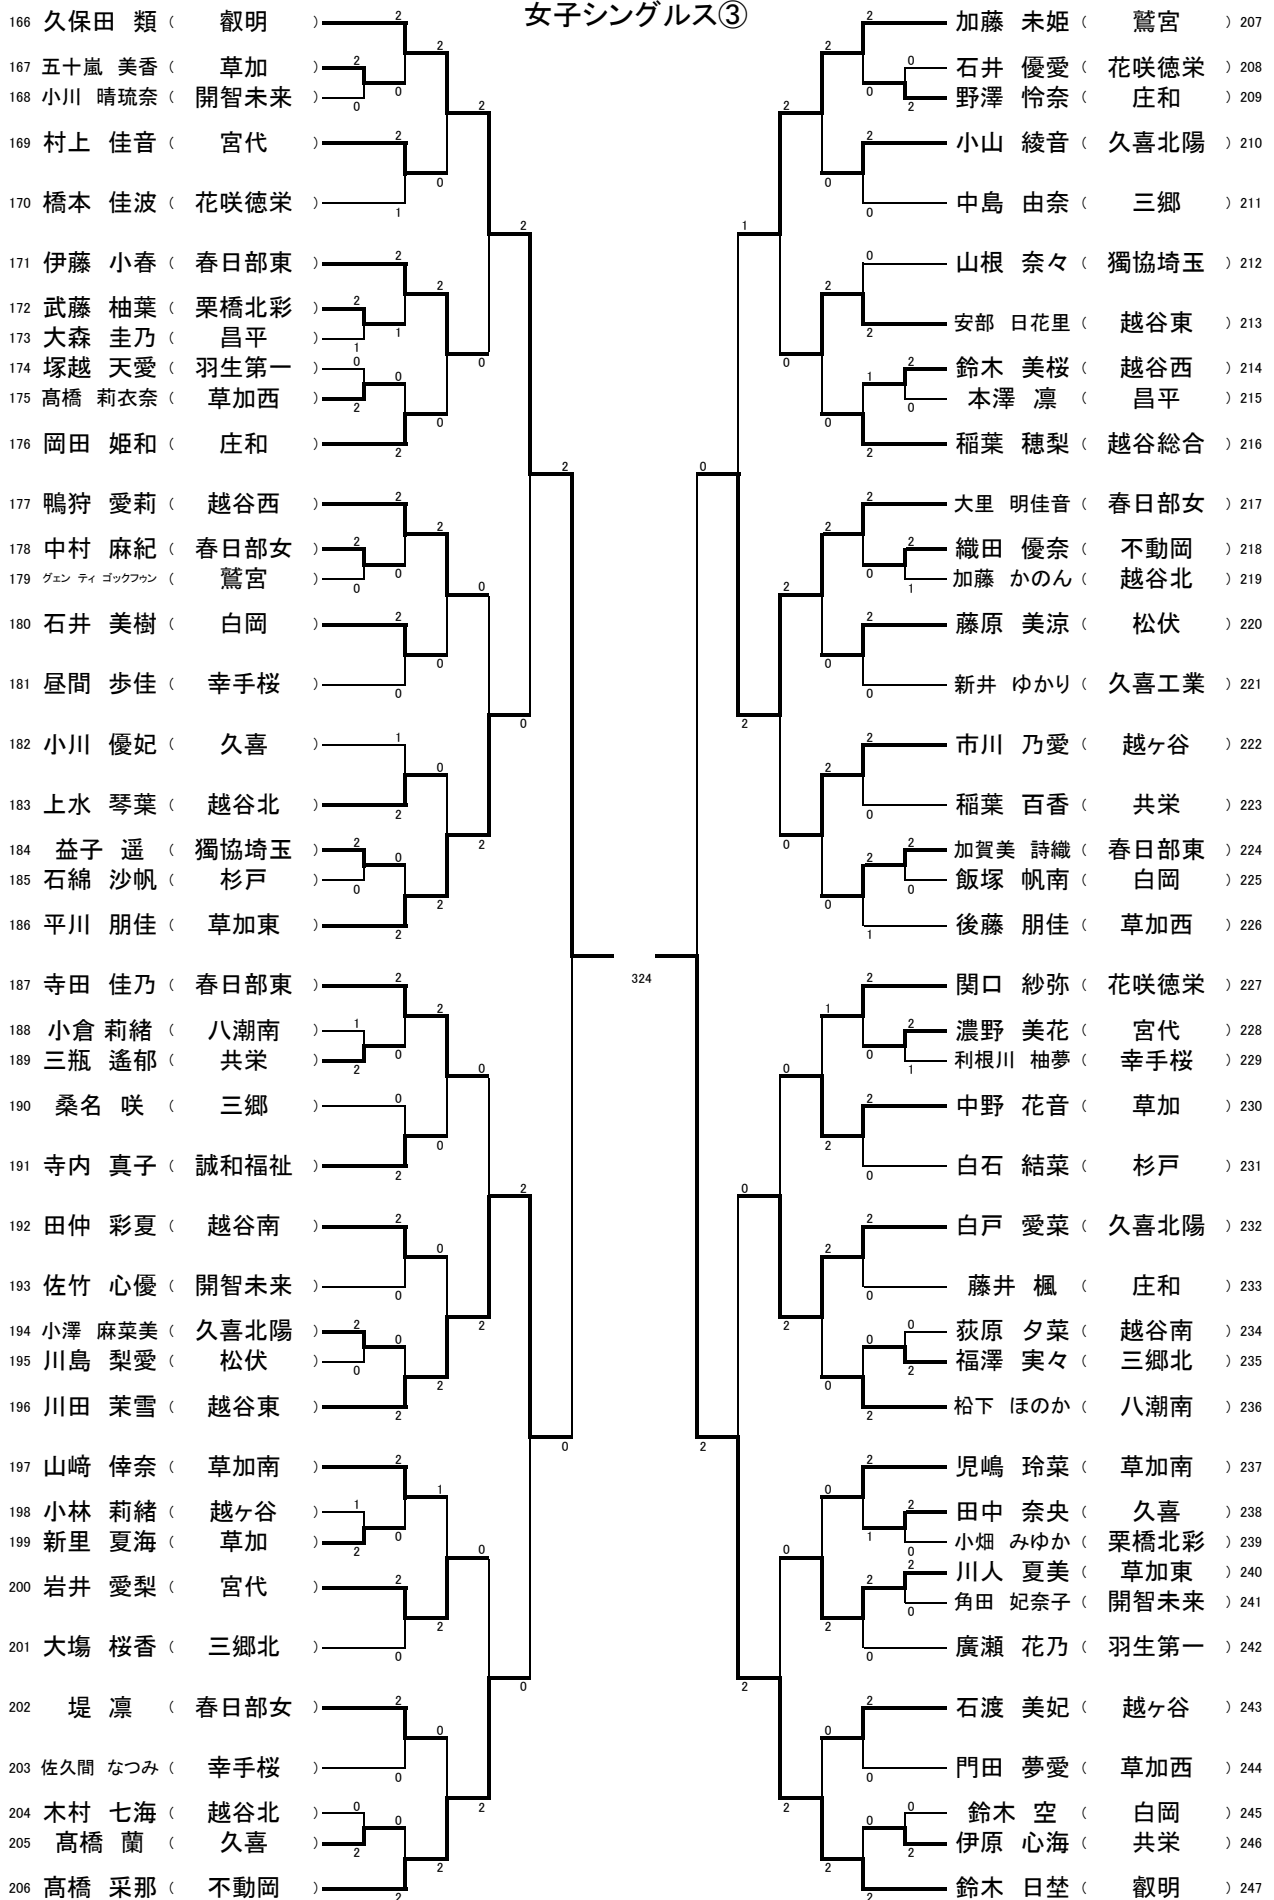 女子シングルス③
166 久保田 類 ( 叡明 )
167 五十嵐 美香 ( 草加 )
168 小川 晴琉奈 ( 開智未来 )
169 村上 佳音 ( 宮代 )
170 橋本 佳波 ( 花咲徳栄 )
171 伊藤 小春 ( 春日部東 )
172 武藤 柚葉 ( 栗橋北彩 )
173 大森 圭乃 ( 昌平 )
174 塚越 天愛 ( 羽生第一 )
175 髙橋 莉衣奈 ( 草加西 )
176 岡田 姫和 ( 庄和 )
177 鴨狩 愛莉 ( 越谷西 )
178 中村 麻紀 ( 春日部女 )
179 グェン ティ ゴックフゥン ( 鷲宮 )
180 石井 美樹 ( 白岡 )
181 昼間 歩佳 ( 幸手桜 )
182 小川 優妃 ( 久喜 )
183 上水 琴葉 ( 越谷北 )
184 益子 遥 ( 獨協埼玉 )
185 石綿 沙帆 ( 杉戸 )
186 平川 朋佳 ( 草加東 )
187 寺田 佳乃 ( 春日部東 )
188 小倉 莉緒 ( 八潮南 )
189 三瓶 遙郁 ( 共栄 )
190 桑名 咲 ( 三郷 )
191 寺内 真子 ( 誠和福祉 )
192 田仲 彩夏 ( 越谷南 )
193 佐竹 心優 ( 開智未来 )
194 小澤 麻菜美 ( 久喜北陽 )
195 川島 梨愛 ( 松伏 )
196 川田 茉雪 ( 越谷東 )
197 山﨑 倖奈 ( 草加南 )
198 小林 莉緒 ( 越ヶ谷 )
199 新里 夏海 ( 草加 )
200 岩井 愛梨 ( 宮代 )
201 大塲 桜香 ( 三郷北 )
202 堤 凛 ( 春日部女 )
203 佐久間 なつみ ( 幸手桜 )
204 木村 七海 ( 越谷北 )
205 髙橋 蘭 ( 久喜 )
206 髙橋 采那 ( 不動岡 )
324
加藤 未姫 ( 鷲宮 ) 207
石井 優愛 ( 花咲徳栄 ) 208
野澤 怜奈 ( 庄和 ) 209
小山 綾音 ( 久喜北陽 ) 210
中島 由奈 ( 三郷 ) 211
山根 奈々 ( 獨協埼玉 ) 212
安部 日花里 ( 越谷東 ) 213
鈴木 美桜 ( 越谷西 ) 214
本澤 凛 ( 昌平 ) 215
稲葉 穂梨 ( 越谷総合 ) 216
大里 明佳音 ( 春日部女 ) 217
織田 優奈 ( 不動岡 ) 218
加藤 かのん ( 越谷北 ) 219
藤原 美涼 ( 松伏 ) 220
新井 ゆかり ( 久喜工業 ) 221
市川 乃愛 ( 越ヶ谷 ) 222
稲葉 百香 ( 共栄 ) 223
加賀美 詩織 ( 春日部東 ) 224
飯塚 帆南 ( 白岡 ) 225
後藤 朋佳 ( 草加西 ) 226
関口 紗弥 ( 花咲徳栄 ) 227
濃野 美花 ( 宮代 ) 228
利根川 柚夢 ( 幸手桜 ) 229
中野 花音 ( 草加 ) 230
白石 結菜 ( 杉戸 ) 231
白戸 愛菜 ( 久喜北陽 ) 232
藤井 楓 ( 庄和 ) 233
荻原 夕菜 ( 越谷南 ) 234
福澤 実々 ( 三郷北 ) 235
松下 ほのか ( 八潮南 ) 236
児嶋 玲菜 ( 草加南 ) 237
田中 奈央 ( 久喜 ) 238
小畑 みゆか ( 栗橋北彩 ) 239
川人 夏美 ( 草加東 ) 240
角田 妃奈子 ( 開智未来 ) 241
廣瀬 花乃 ( 羽生第一 ) 242
石渡 美妃 ( 越ヶ谷 ) 243
門田 夢愛 ( 草加西 ) 244
鈴木 空 ( 白岡 ) 245
伊原 心海 ( 共栄 ) 246
鈴木 日埜 ( 叡明 ) 247